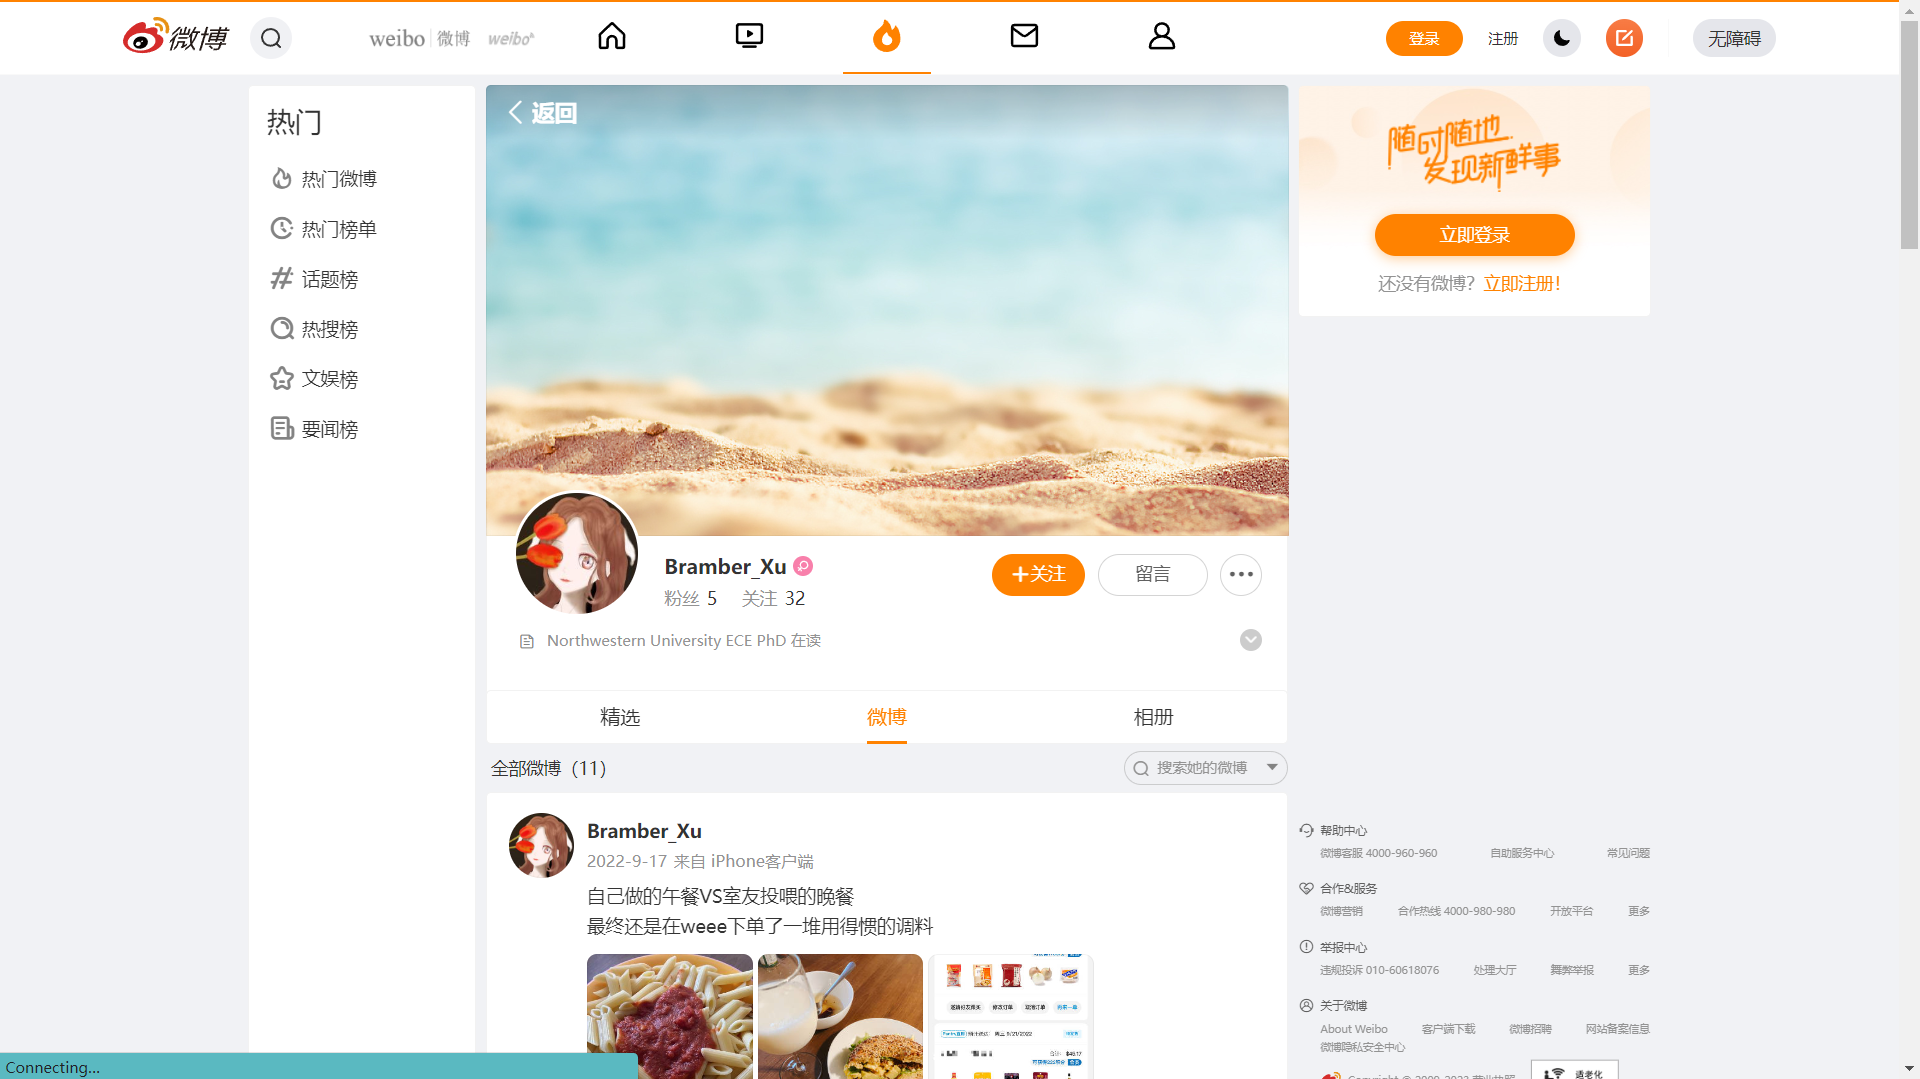 微博
weibo | 微博
weibo
登录
注册
无障碍
热门
热门微博
热门榜单
话题榜
热搜榜
文娱榜
要闻榜
返回
Bramber_Xu
粉丝 5 关注 32
+关注
留言
Northwestern University ECE PhD 在读
精选
微博
相册
全部微博（11）
搜索她的微博
Bramber_Xu
2022-9-17 来自 iPhone客户端
自己做的午餐VS室友投喂的晚餐
最终还是在weee下单了一堆用得惯的调料
随时随地
发现新鲜事
立即登录
还没有微博？立即注册！
帮助中心
微博客服 4000-960-960 自助服务中心 常见问题
合作&服务
微博营销 合作热线 4000-980-980 开放平台 更多
举报中心
违规投诉 010-60618076 处理大厅 舞弊举报 更多
关于微博
About Weibo 客户端下载 微博招聘 网站备案信息
微博隐私安全中心
适老化
Connecting...